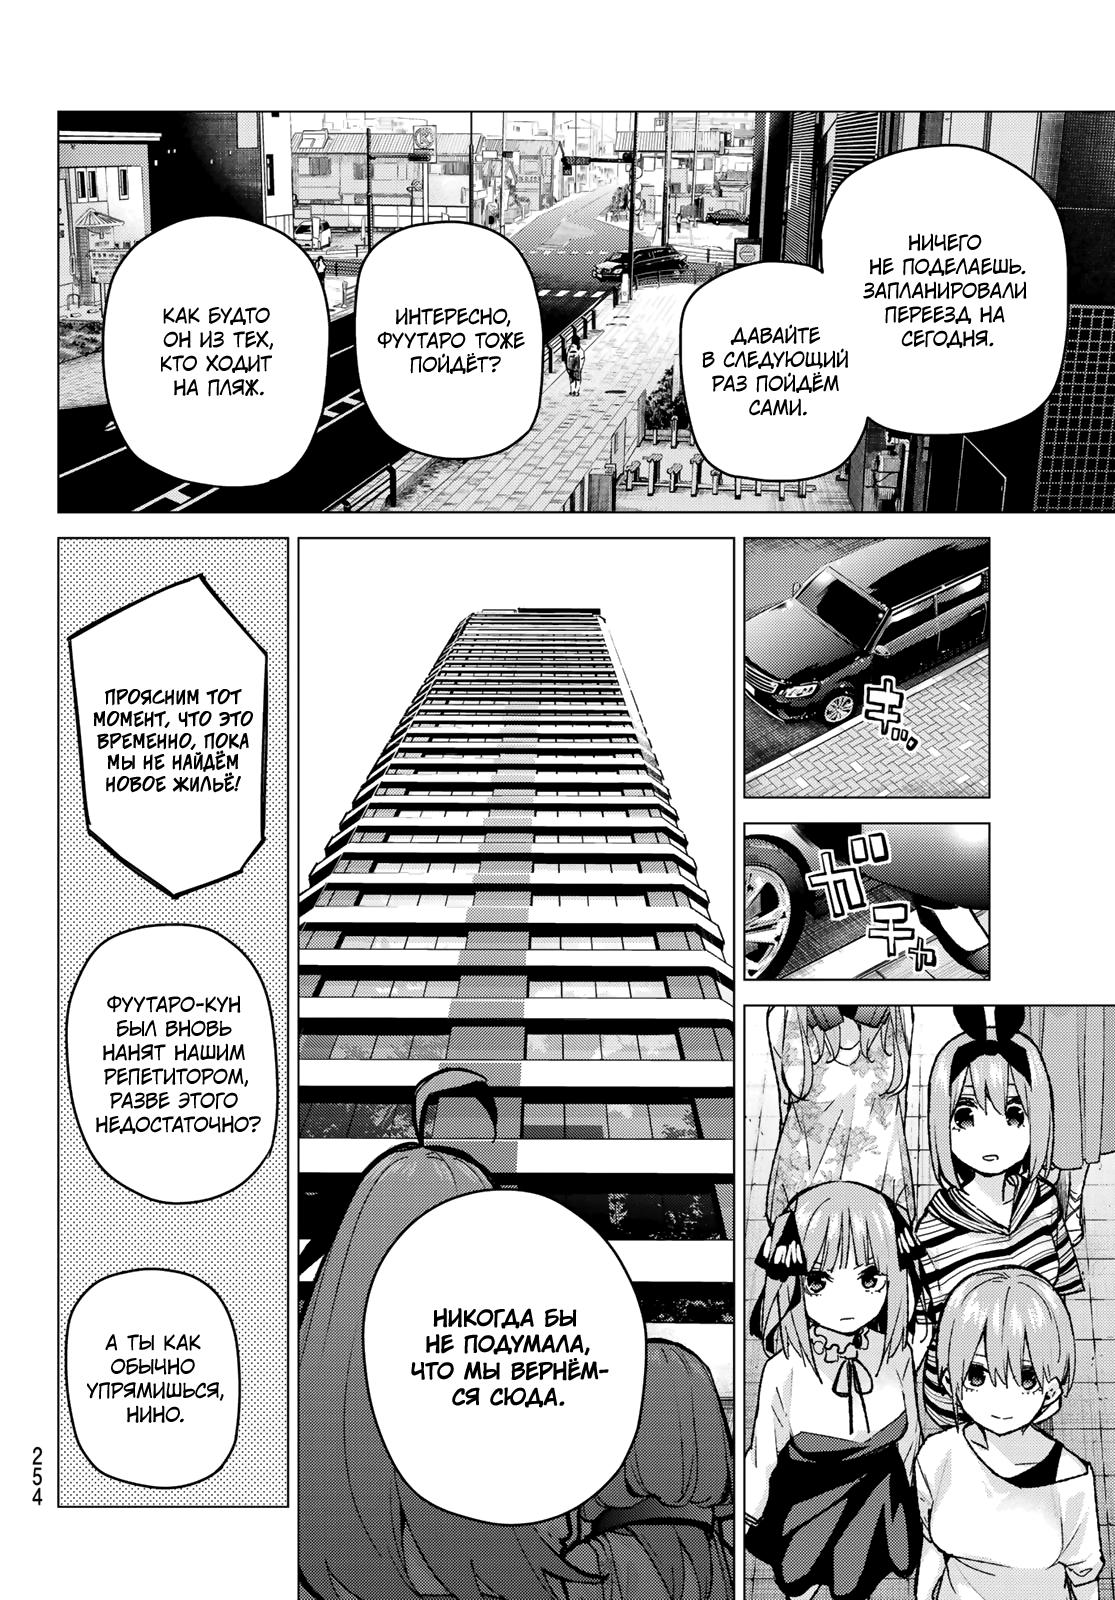 НИЧЕГО
НЕ ПОДЕЛАЕШЬ.
ЗАПЛАНИРОВАЛИ
ПЕРЕЕЗД НА
СЕГОДНЯ.
ДАВАЙТЕ
В СЛЕДУЮЩИЙ
РАЗ ПОЙДЁМ
САМИ.
ИНТЕРЕСНО,
ФУУТАРО ТОЖЕ
ПОЙДЁТ?
КАК БУДТО
ОН ИЗ ТЕХ,
КТО ХОДИТ
НА ПЛЯЖ.
キキ...
ガ
チャ
НИКОГДА БЫ
НЕ ПОДУМАЛА,
ЧТО МЫ ВЕРНЁМ-
СЯ СЮДА.
ПРОЯСНИМ ТОТ
МОМЕНТ, ЧТО ЭТО
ВРЕМЕННО, ПОКА
МЫ НЕ НАЙДЁМ
НОВОЕ ЖИЛЬЁ!
ФУУТАРО-КУН
БЫЛ ВНОВЬ
НАНЯТ НАШИМ
РЕПЕТИТОРОМ,
РАЗВЕ ЭТОГО
НЕДОСТАТОЧНО?
А ТЫ КАК
ОБЫЧНО
УПРЯМИШЬСЯ,
НИНО.
254